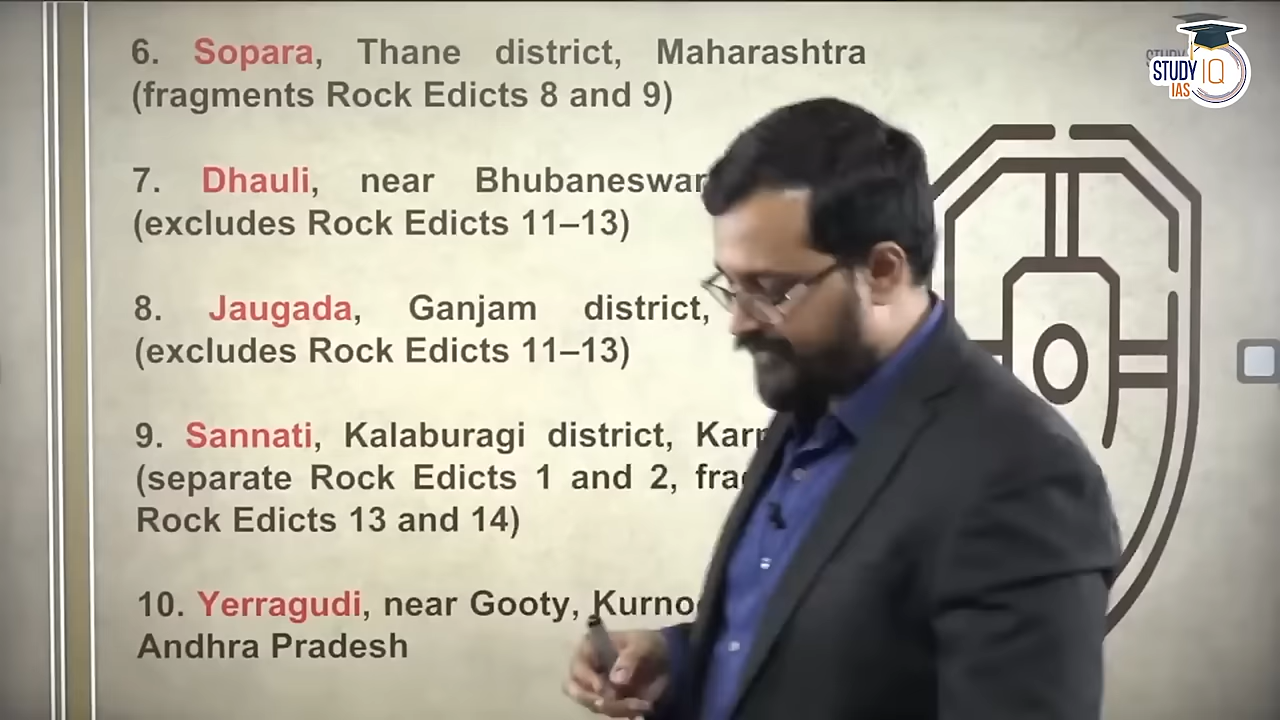 6. Sopara, Thane district, Maharashtra
(fragments Rock Edicts 8 and 9)
7. Dhauli, near Bhubaneswar
(excludes Rock Edicts 11–13)
8. Jaugada, Ganjam district,
(excludes Rock Edicts 11–13)
9. Sannati, Kalaburagi district,
(separate Rock Edicts 1 and 2,
Rock Edicts 13 and 14)
10. Yerragudi, near Gooty,
Andhra Pradesh
STUDY IQ
IAS